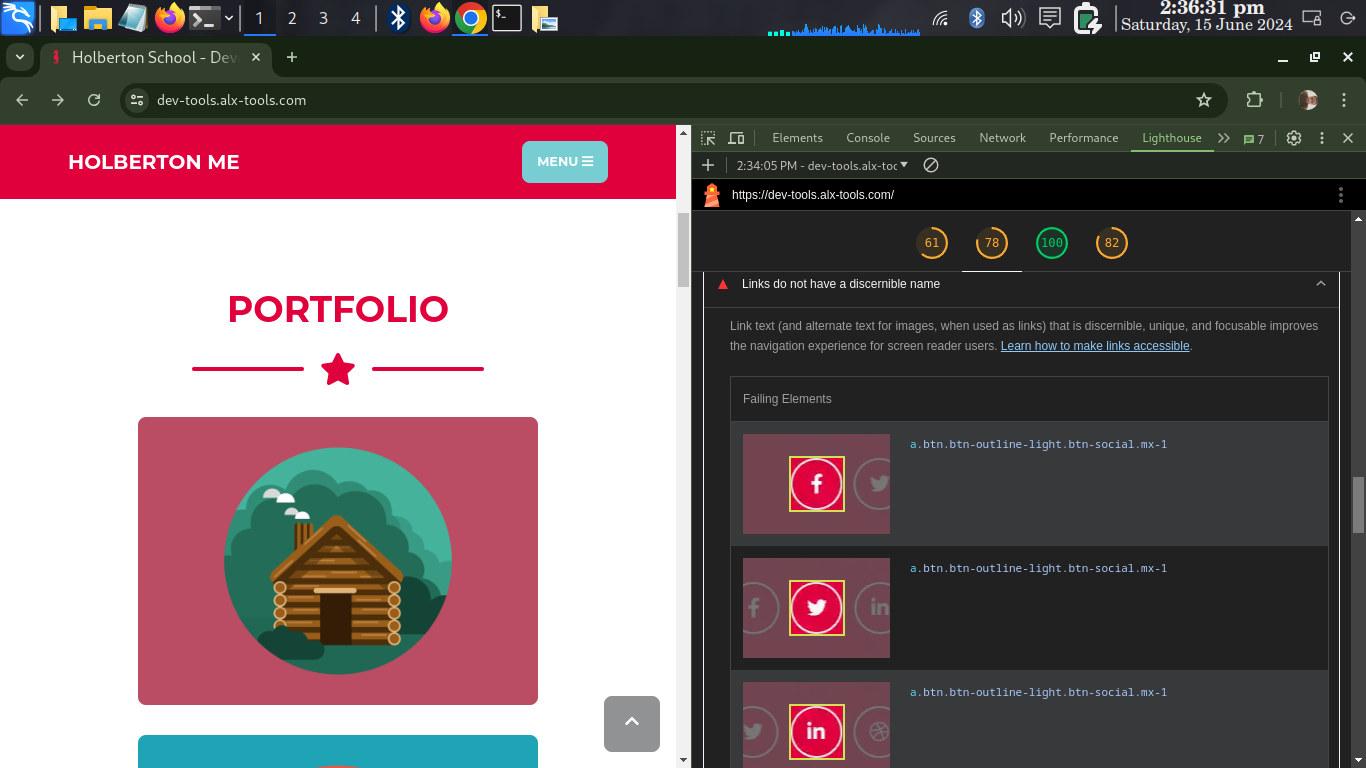 1 2 3 4
2:36:31 pm
Saturday, 15 June 2024
Holberton School - Dev
dev-tools.alx-tools.com
HOLBERTON ME
MENU
PORTFOLIO
Elements Console Sources Network Performance Lighthouse 7
2:34:05 PM - dev-tools.alx-toc
https://dev-tools.alx-tools.com/
61 78 100 82
Links do not have a discernible name
Link text (and alternate text for images, when used as links) that is discernible, unique, and focusable improves
the navigation experience for screen reader users. Learn how to make links accessible.
Failing Elements
a.btn.btn-outline-light.btn-social.mx-1
a.btn.btn-outline-light.btn-social.mx-1
in
a.btn.btn-outline-light.btn-social.mx-1
in